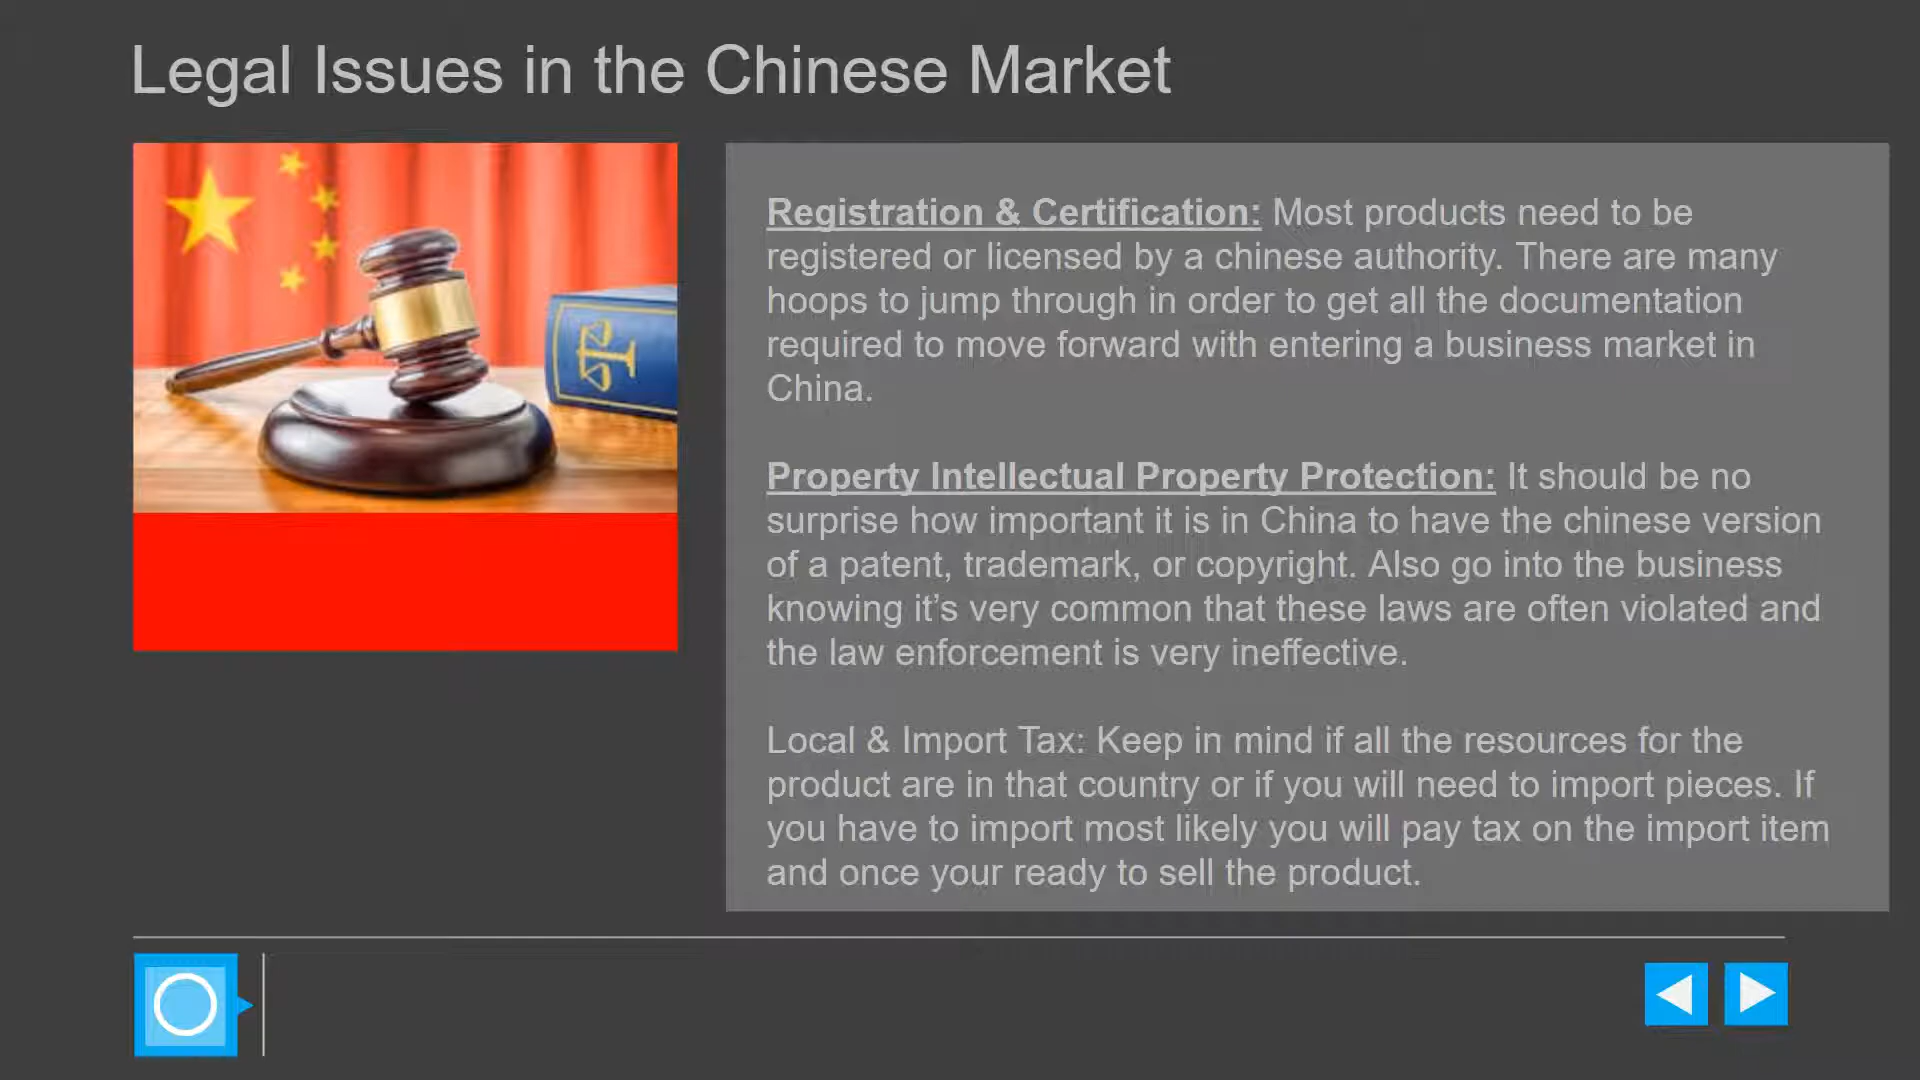 Legal Issues in the Chinese Market
Registration & Certification: Most products need to be
registered or licensed by a chinese authority. There are many
hoops to jump through in order to get all the documentation
required to move forward with entering a business market in
China.
Property Intellectual Property Protection: It should be no
surprise how important it is in China to have the chinese version
of a patent, trademark, or copyright. Also go into the business
knowing it’s very common that these laws are often violated and
the law enforcement is very ineffective.
Local & Import Tax: Keep in mind if all the resources for the
product are in that country or if you will need to import pieces. If
you have to import most likely you will pay tax on the import item
and once your ready to sell the product.